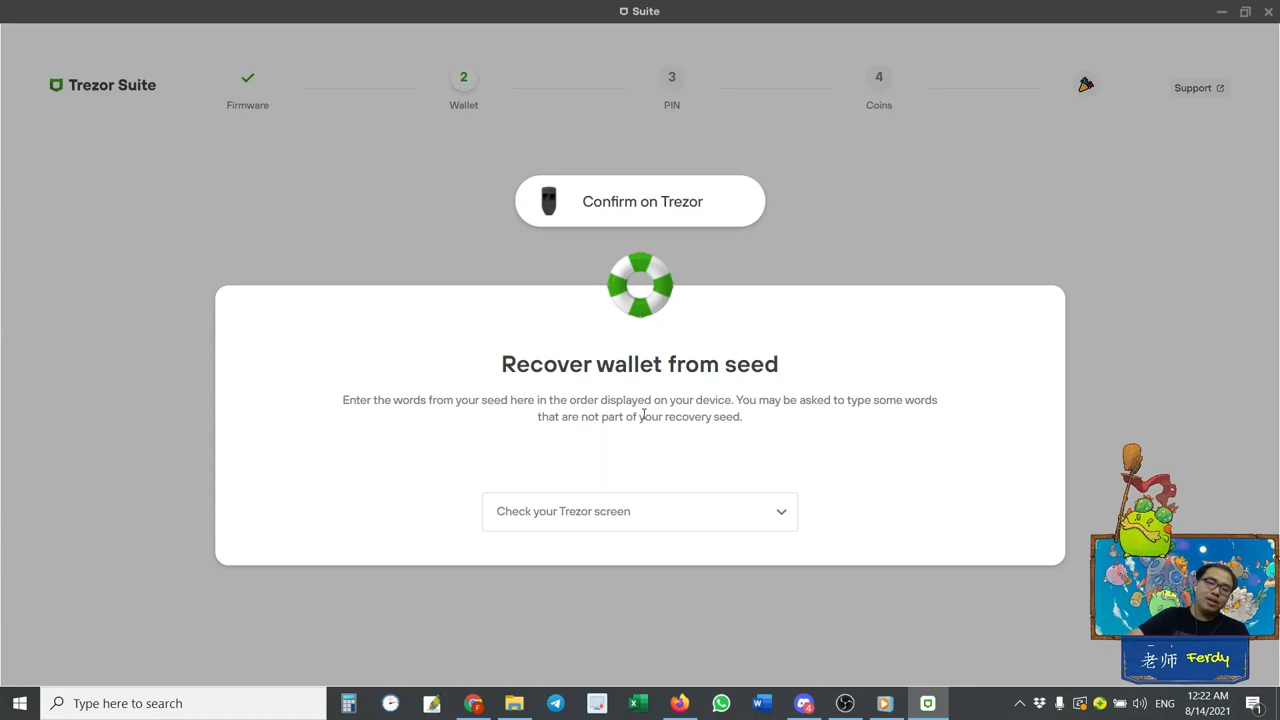 Suite
Trezor Suite
2
3
4
Firmware
Wallet
PIN
Coins
Support
Confirm on Trezor
Recover wallet from seed
Enter the words from your seed here in the order displayed on your device. You may be asked to type some words
that are not part of your recovery seed.
Check your Trezor screen
老师 Ferdy
Type here to search
ENG
12:22 AM
8/14/2021